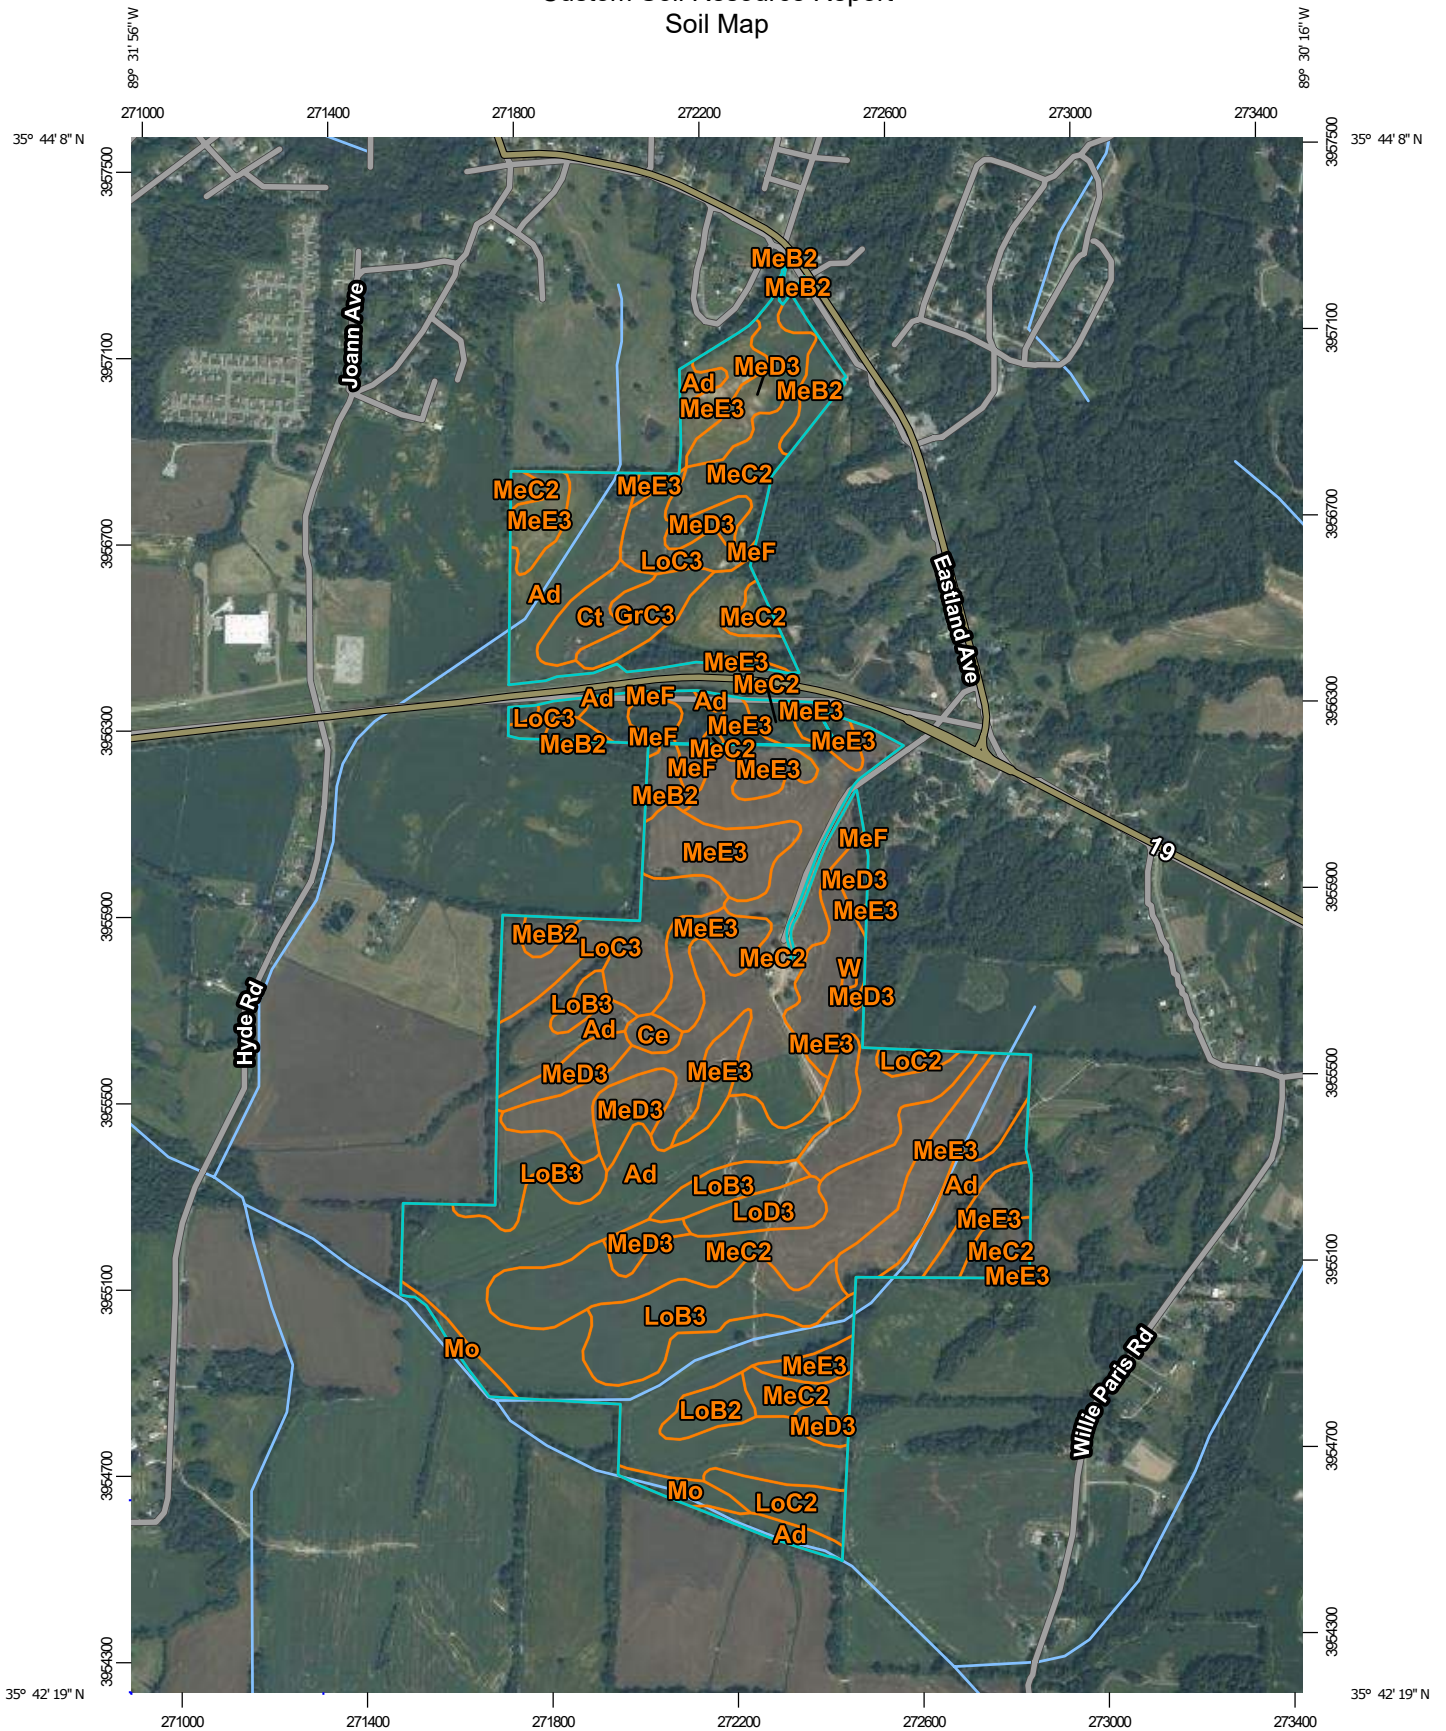 Custom Soil Resource Report
Soil Map
89° 31' 56" W
89° 30' 16" W
271000
271400
271800
272200
272600
273000
273400
35° 44' 8" N
35° 44' 8" N
3957500
3957500
MeB2
MeB2
Joann Ave
3957100
3957100
MeD3
Ad
MeB2
MeE3
MeC2
MeE3
MeC2
MeE3
MeD3
3956700
3956700
MeF
LoC3
Eastland Ave
Ad
Ct
GrC3
MeC2
MeE3
MeC2
Ad
MeF
Ad
MeE3
3956300
3956300
LoC3
MeE3
MeF
MeE3
MeB2
MeC2
MeF
MeE3
MeB2
MeF
19
MeE3
MeD3
3955900
3955900
MeE3
MeE3
MeB2
LoC3
MeC2
W
MeD3
LoB3
Hyde Rd
Ad
Ce
MeE3
LoC2
MeD3
MeE3
3955500
3955500
MeD3
MeE3
LoB3
Ad
LoB3
Ad
LoD3
MeE3
MeD3
MeC2
MeC2
3955100
3955100
MeE3
LoB3
Mo
MeE3
MeC2
Willie Paris Rd
LoB2
MeD3
3954700
3954700
Mo
LoC2
Ad
3954300
3954300
35° 42' 19" N
35° 42' 19" N
271000
271400
271800
272200
272600
273000
273400